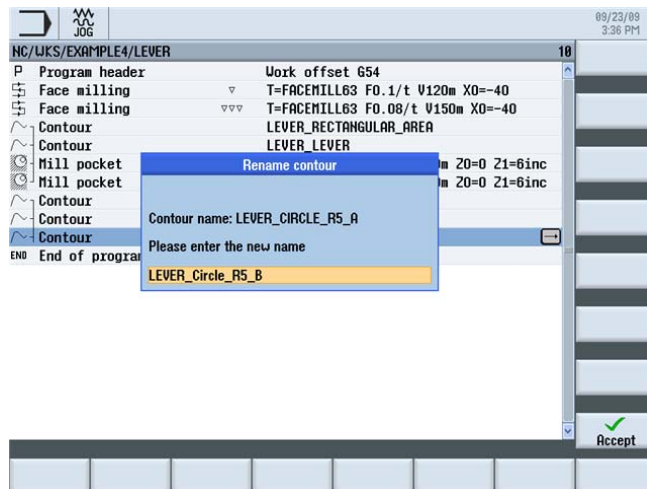 JOG
09/23/09
3:36 PM
NC/WKS/EXAMPLE4/LEVER 10
P Program header Work offset G54
Face milling ▽ T=FACEMILL63 F0.1/t V120m X0=-40
Face milling ▽▽▽ T=FACEMILL63 F0.08/t V150m X0=-40
Contour LEVER_RECTANGULAR_AREA
Contour LEVER_LEVER
Mill pocket Z0=0 Z1=6inc
Mill pocket Z0=0 Z1=6inc
Contour
Contour
Contour
END End of
Rename contour
Contour name: LEVER_CIRCLE_R5_A
Please enter the new name
LEVER_Circle_R5_B
Accept